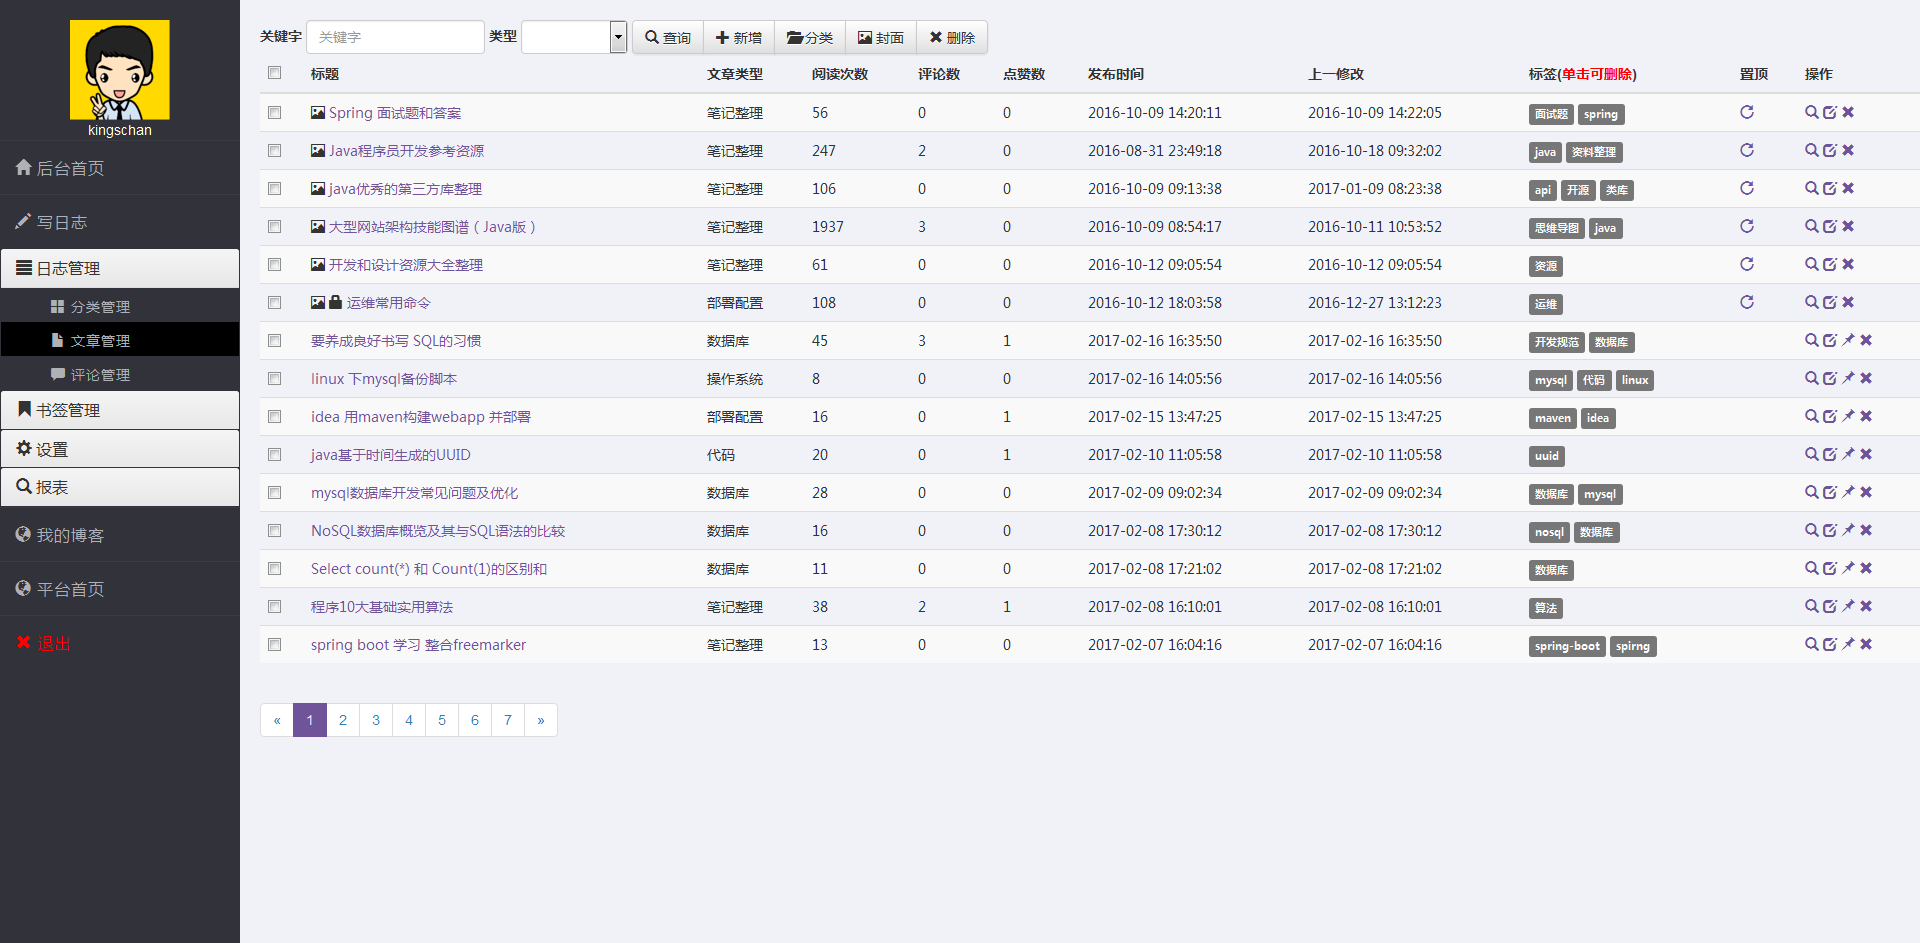 kingschan
后台首页
写日志
日志管理
分类管理
文章管理
评论管理
书签管理
设置
报表
我的博客
平台首页
退出
关键字 关键字 类型 查询 新增 分类 封面 删除
标题 文章类型 阅读次数 评论数 点赞数 发布时间 上一修改 标签(单击可删除) 置顶 操作
Spring 面试题和答案 笔记整理 56 0 0 2016-10-09 14:20:11 2016-10-09 14:22:05 面试题 spring
Java程序员开发参考资源 笔记整理 247 2 0 2016-08-31 23:49:18 2016-10-18 09:32:02 java 资料整理
java优秀的第三方库整理 笔记整理 106 0 0 2016-10-09 09:13:38 2017-01-09 08:23:38 api 开源 类库
大型网站架构技能图谱（Java版） 笔记整理 1937 3 0 2016-10-09 08:54:17 2016-10-11 10:53:52 思维导图 java
开发和设计资源大全整理 笔记整理 61 0 0 2016-10-12 09:05:54 2016-10-12 09:05:54 资源
运维常用命令 部署配置 108 0 0 2016-10-12 18:03:58 2016-12-27 13:12:23 运维
要养成良好书写 SQL的习惯 数据库 45 3 1 2017-02-16 16:35:50 2017-02-16 16:35:50 开发规范 数据库
linux 下mysql备份脚本 操作系统 8 0 0 2017-02-16 14:05:56 2017-02-16 14:05:56 mysql 代码 linux
idea 用maven构建webapp 并部署 部署配置 16 0 1 2017-02-15 13:47:25 2017-02-15 13:47:25 maven idea
java基于时间生成的UUID 代码 20 0 1 2017-02-10 11:05:58 2017-02-10 11:05:58 uuid
mysql数据库开发常见问题及优化 数据库 28 0 0 2017-02-09 09:02:34 2017-02-09 09:02:34 数据库 mysql
NoSQL数据库概览及其与SQL语法的比较 数据库 16 0 0 2017-02-08 17:30:12 2017-02-08 17:30:12 nosql 数据库
Select count(*) 和 Count(1)的区别和 数据库 11 0 0 2017-02-08 17:21:02 2017-02-08 17:21:02 数据库
程序10大基础实用算法 笔记整理 38 2 1 2017-02-08 16:10:01 2017-02-08 16:10:01 算法
spring boot 学习 整合freemarker 笔记整理 13 0 0 2017-02-07 16:04:16 2017-02-07 16:04:16 spring-boot spirng
« 1 2 3 4 5 6 7 »